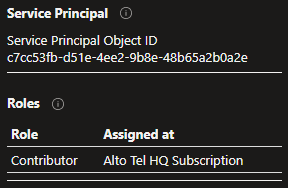 Service Principal
Service Principal Object ID
c7cc53fb-d51e-4ee2-9b8e-48b65a2b0a2e
Roles
Role Assigned at
Contributor Alto Tel HQ Subscription